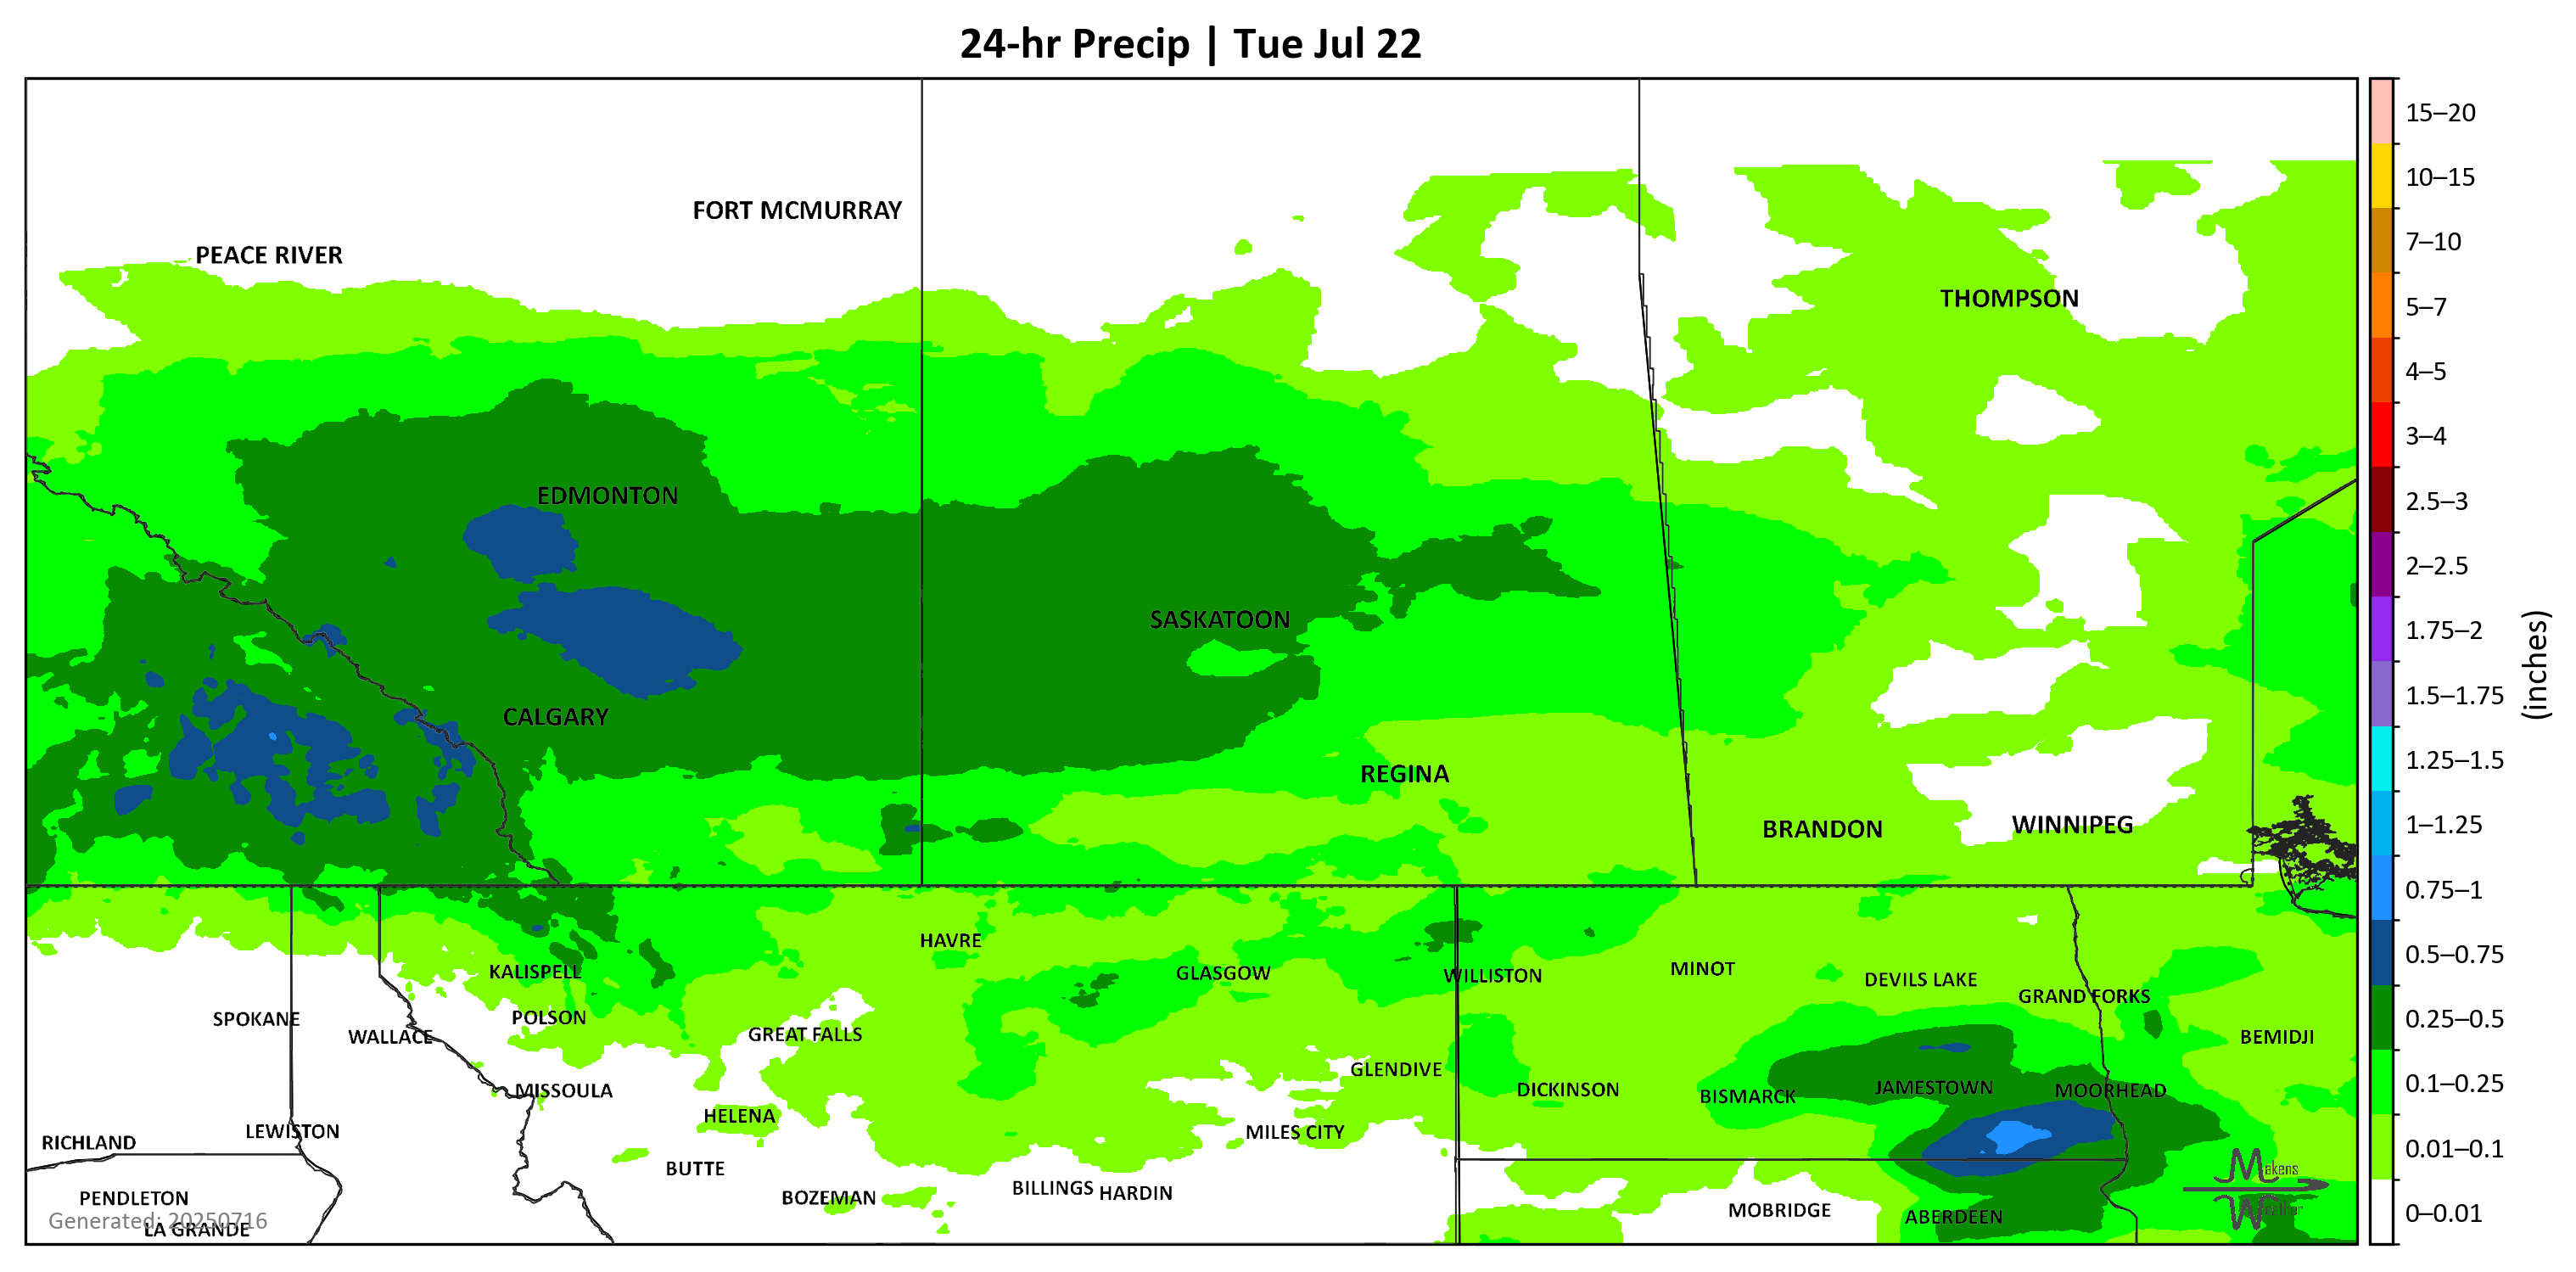 24-hr Precip | Tue Jul 22
FORT MCMURRAY
PEACE RIVER
THOMPSON
EDMONTON
SASKATOON
CALGARY
REGINA
BRANDON
WINNIPEG
HAVRE
KALISPELL
GLASGOW
WILLISTON
MINOT
DEVILS LAKE
GRAND FORKS
SPOKANE
WALLACE
POLSON
GREAT FALLS
BEMIDJI
GLENDIVE
MISSOULA
DICKINSON
BISMARCK
JAMESTOWN
MOORHEAD
HELENA
RICHLAND
LEWISTON
MILES CITY
BUTTE
BILLINGS
HARDIN
PENDLETON
BOZEMAN
MOBRIDGE
ABERDEEN
Generated: 20250716
LA GRANDE
Makens
Weather
15–20
10–15
7–10
5–7
4–5
3–4
2.5–3
2–2.5
1.75–2
1.5–1.75
1.25–1.5
1–1.25
0.75–1
0.5–0.75
0.25–0.5
0.1–0.25
0.01–0.1
0–0.01
(inches)